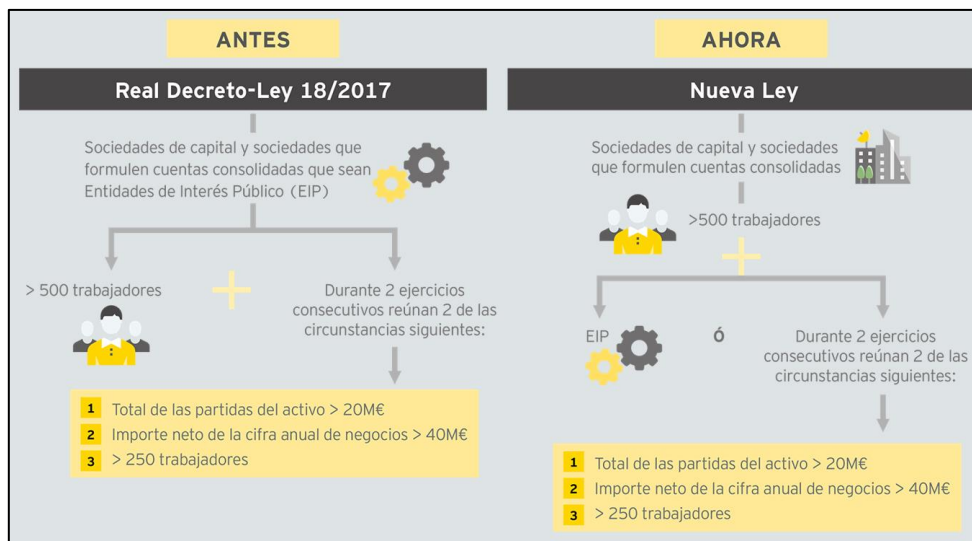 ANTES
Real Decreto-Ley 18/2017
Sociedades de capital y sociedades que
formulen cuentas consolidadas que sean
Entidades de Interés Público (EIP)
> 500 trabajadores
+
Durante 2 ejercicios
consecutivos reúnan 2 de las
circunstancias siguientes:
1 Total de las partidas del activo > 20M€
2 Importe neto de la cifra anual de negocios > 40M€
3 > 250 trabajadores
AHORA
Nueva Ley
Sociedades de capital y sociedades
que formulen cuentas consolidadas
>500 trabajadores
+
EIP
Ó
Durante 2 ejercicios
consecutivos reúnan 2 de las
circunstancias siguientes:
1 Total de las partidas del activo > 20M€
2 Importe neto de la cifra anual de negocios > 40M€
3 > 250 trabajadores